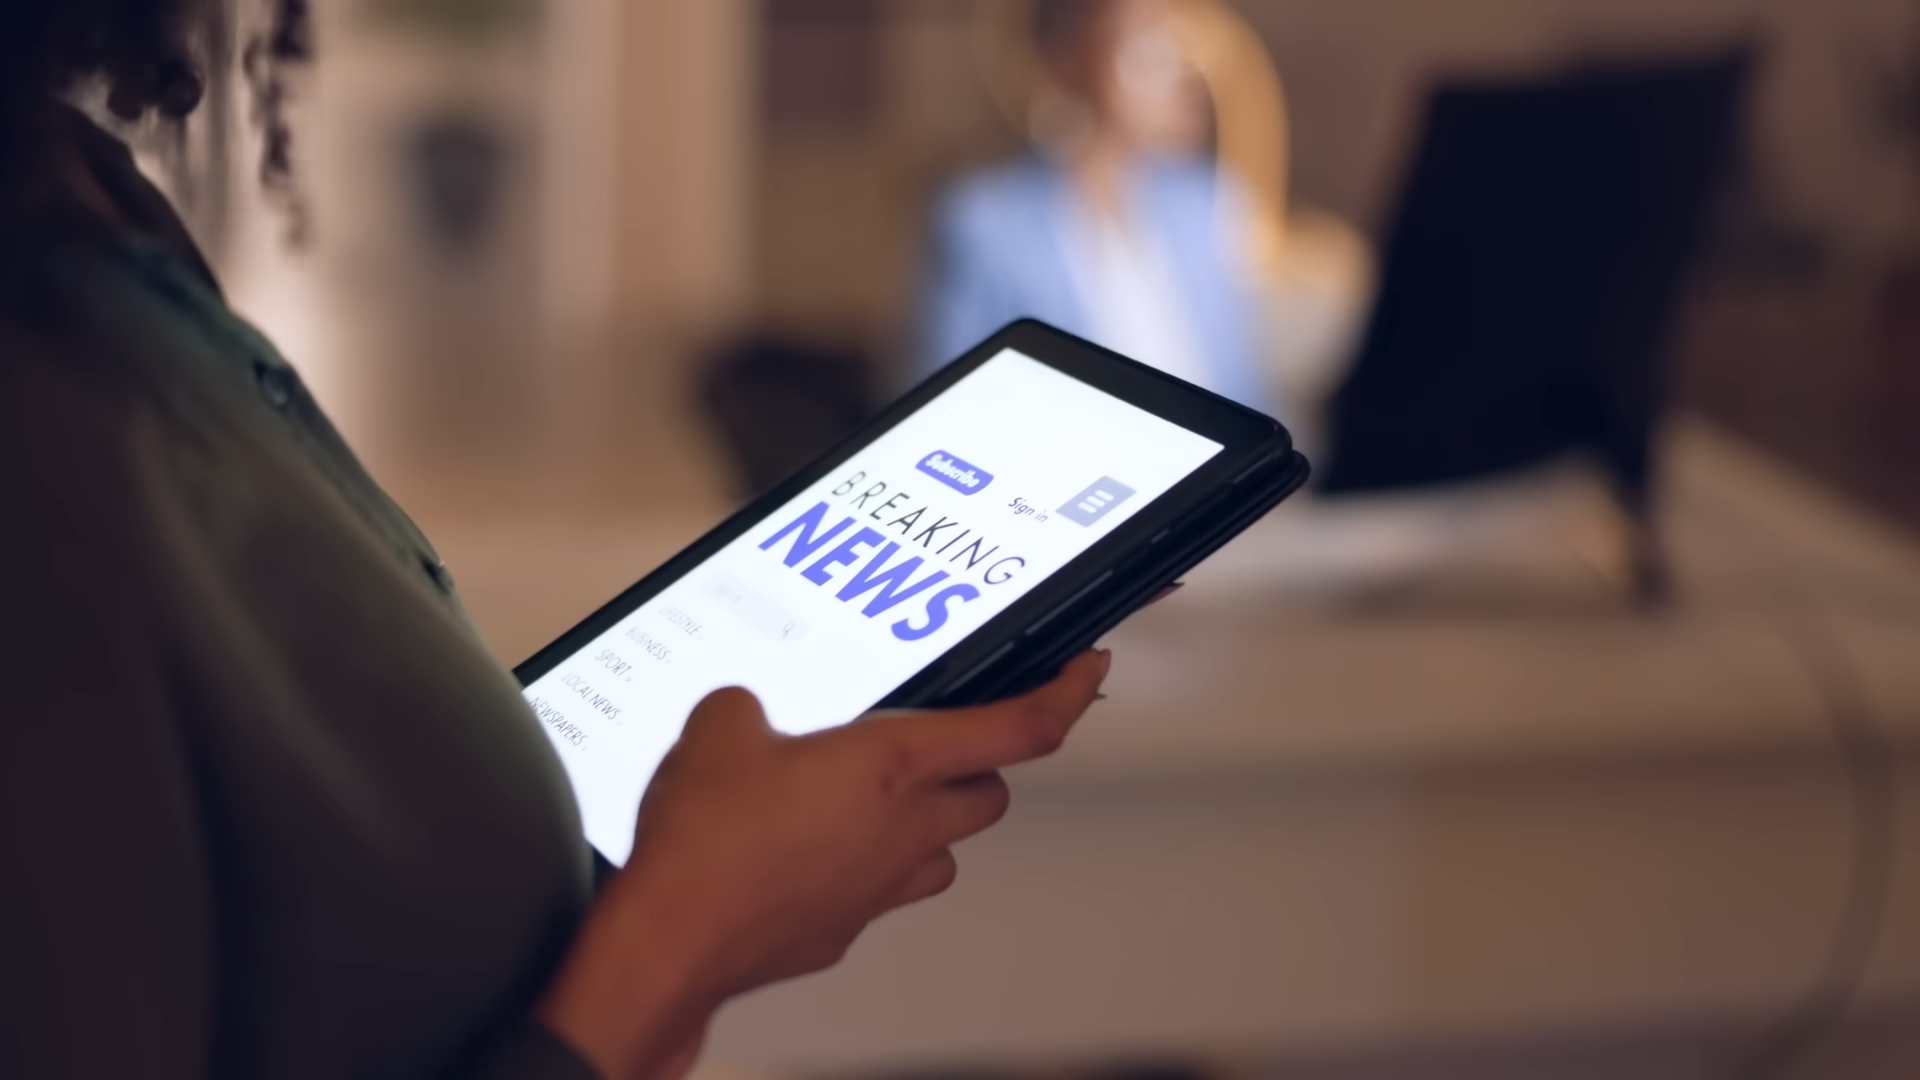 Subscribe
Sign in
BREAKING
NEWS
LIFESTYLE
BUSINESS
SPORT
LOCAL NEWS
NEWSPAPERS